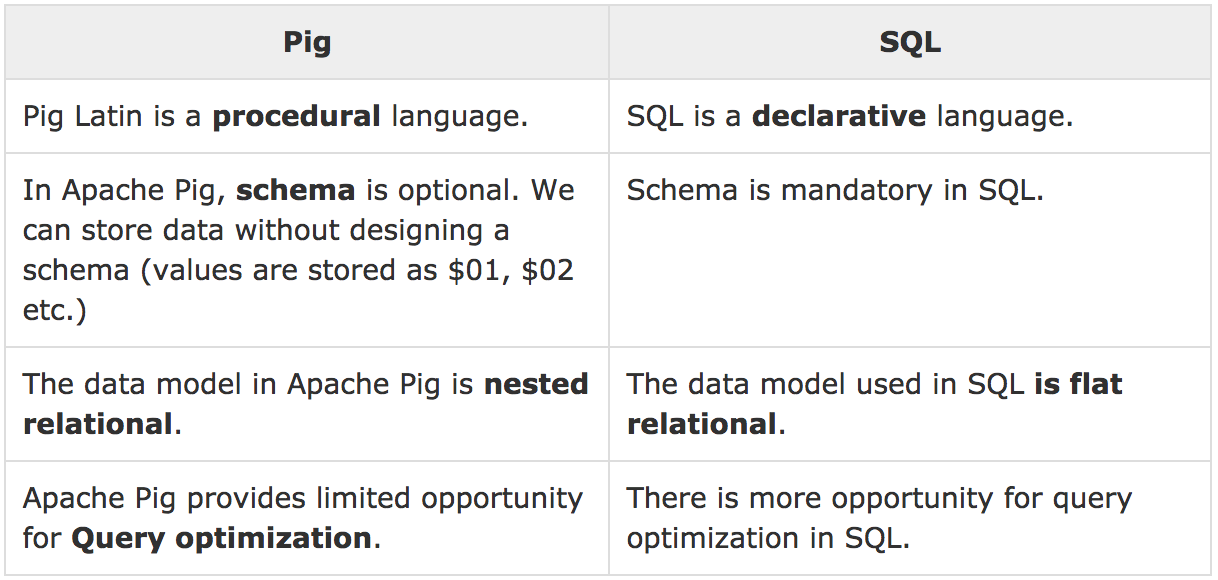 Pig
SQL
Pig Latin is a procedural language.
SQL is a declarative language.
In Apache Pig, schema is optional. We
can store data without designing a
schema (values are stored as $01, $02
etc.)
Schema is mandatory in SQL.
The data model in Apache Pig is nested
relational.
The data model used in SQL is flat
relational.
Apache Pig provides limited opportunity
for Query optimization.
There is more opportunity for query
optimization in SQL.